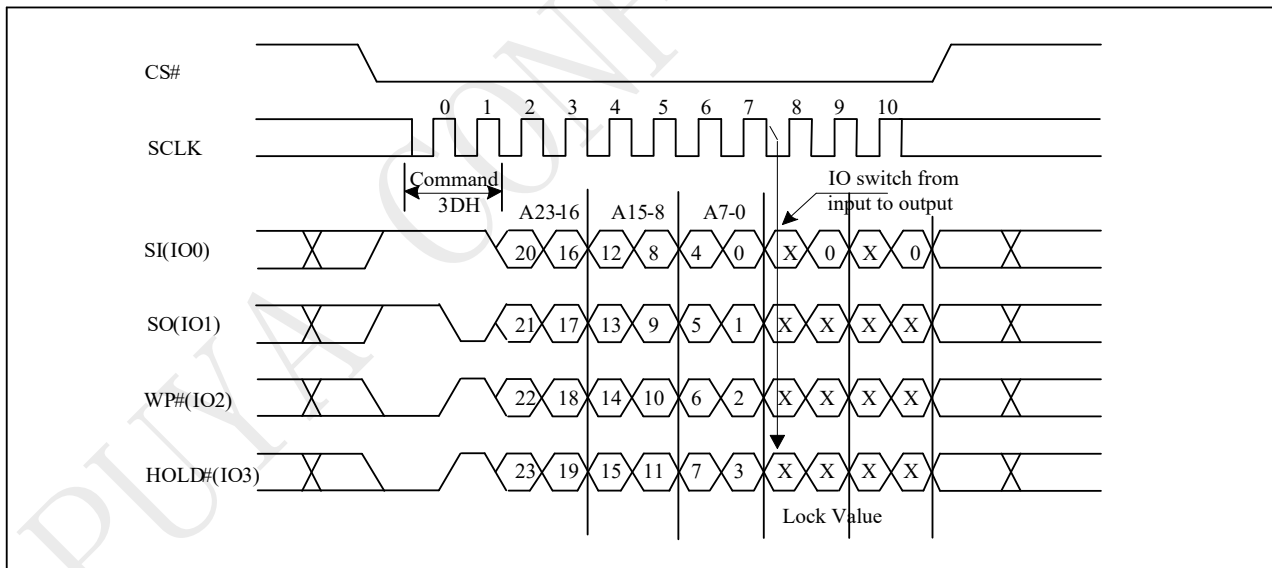 PUYA CONF
CS#
0 1 2 3 4 5 6 7 8 9 10
SCLK
Command
3DH
IO switch from
input to output
A23-16 A15-8 A7-0
SI(IO0) 20 16 12 8 4 0 X 0 X 0
SO(IO1) 21 17 13 9 5 1 X X X X
WP#(IO2) 22 18 14 10 6 2 X X X X
HOLD#(IO3) 23 19 15 11 7 3 X X X X
Lock Value